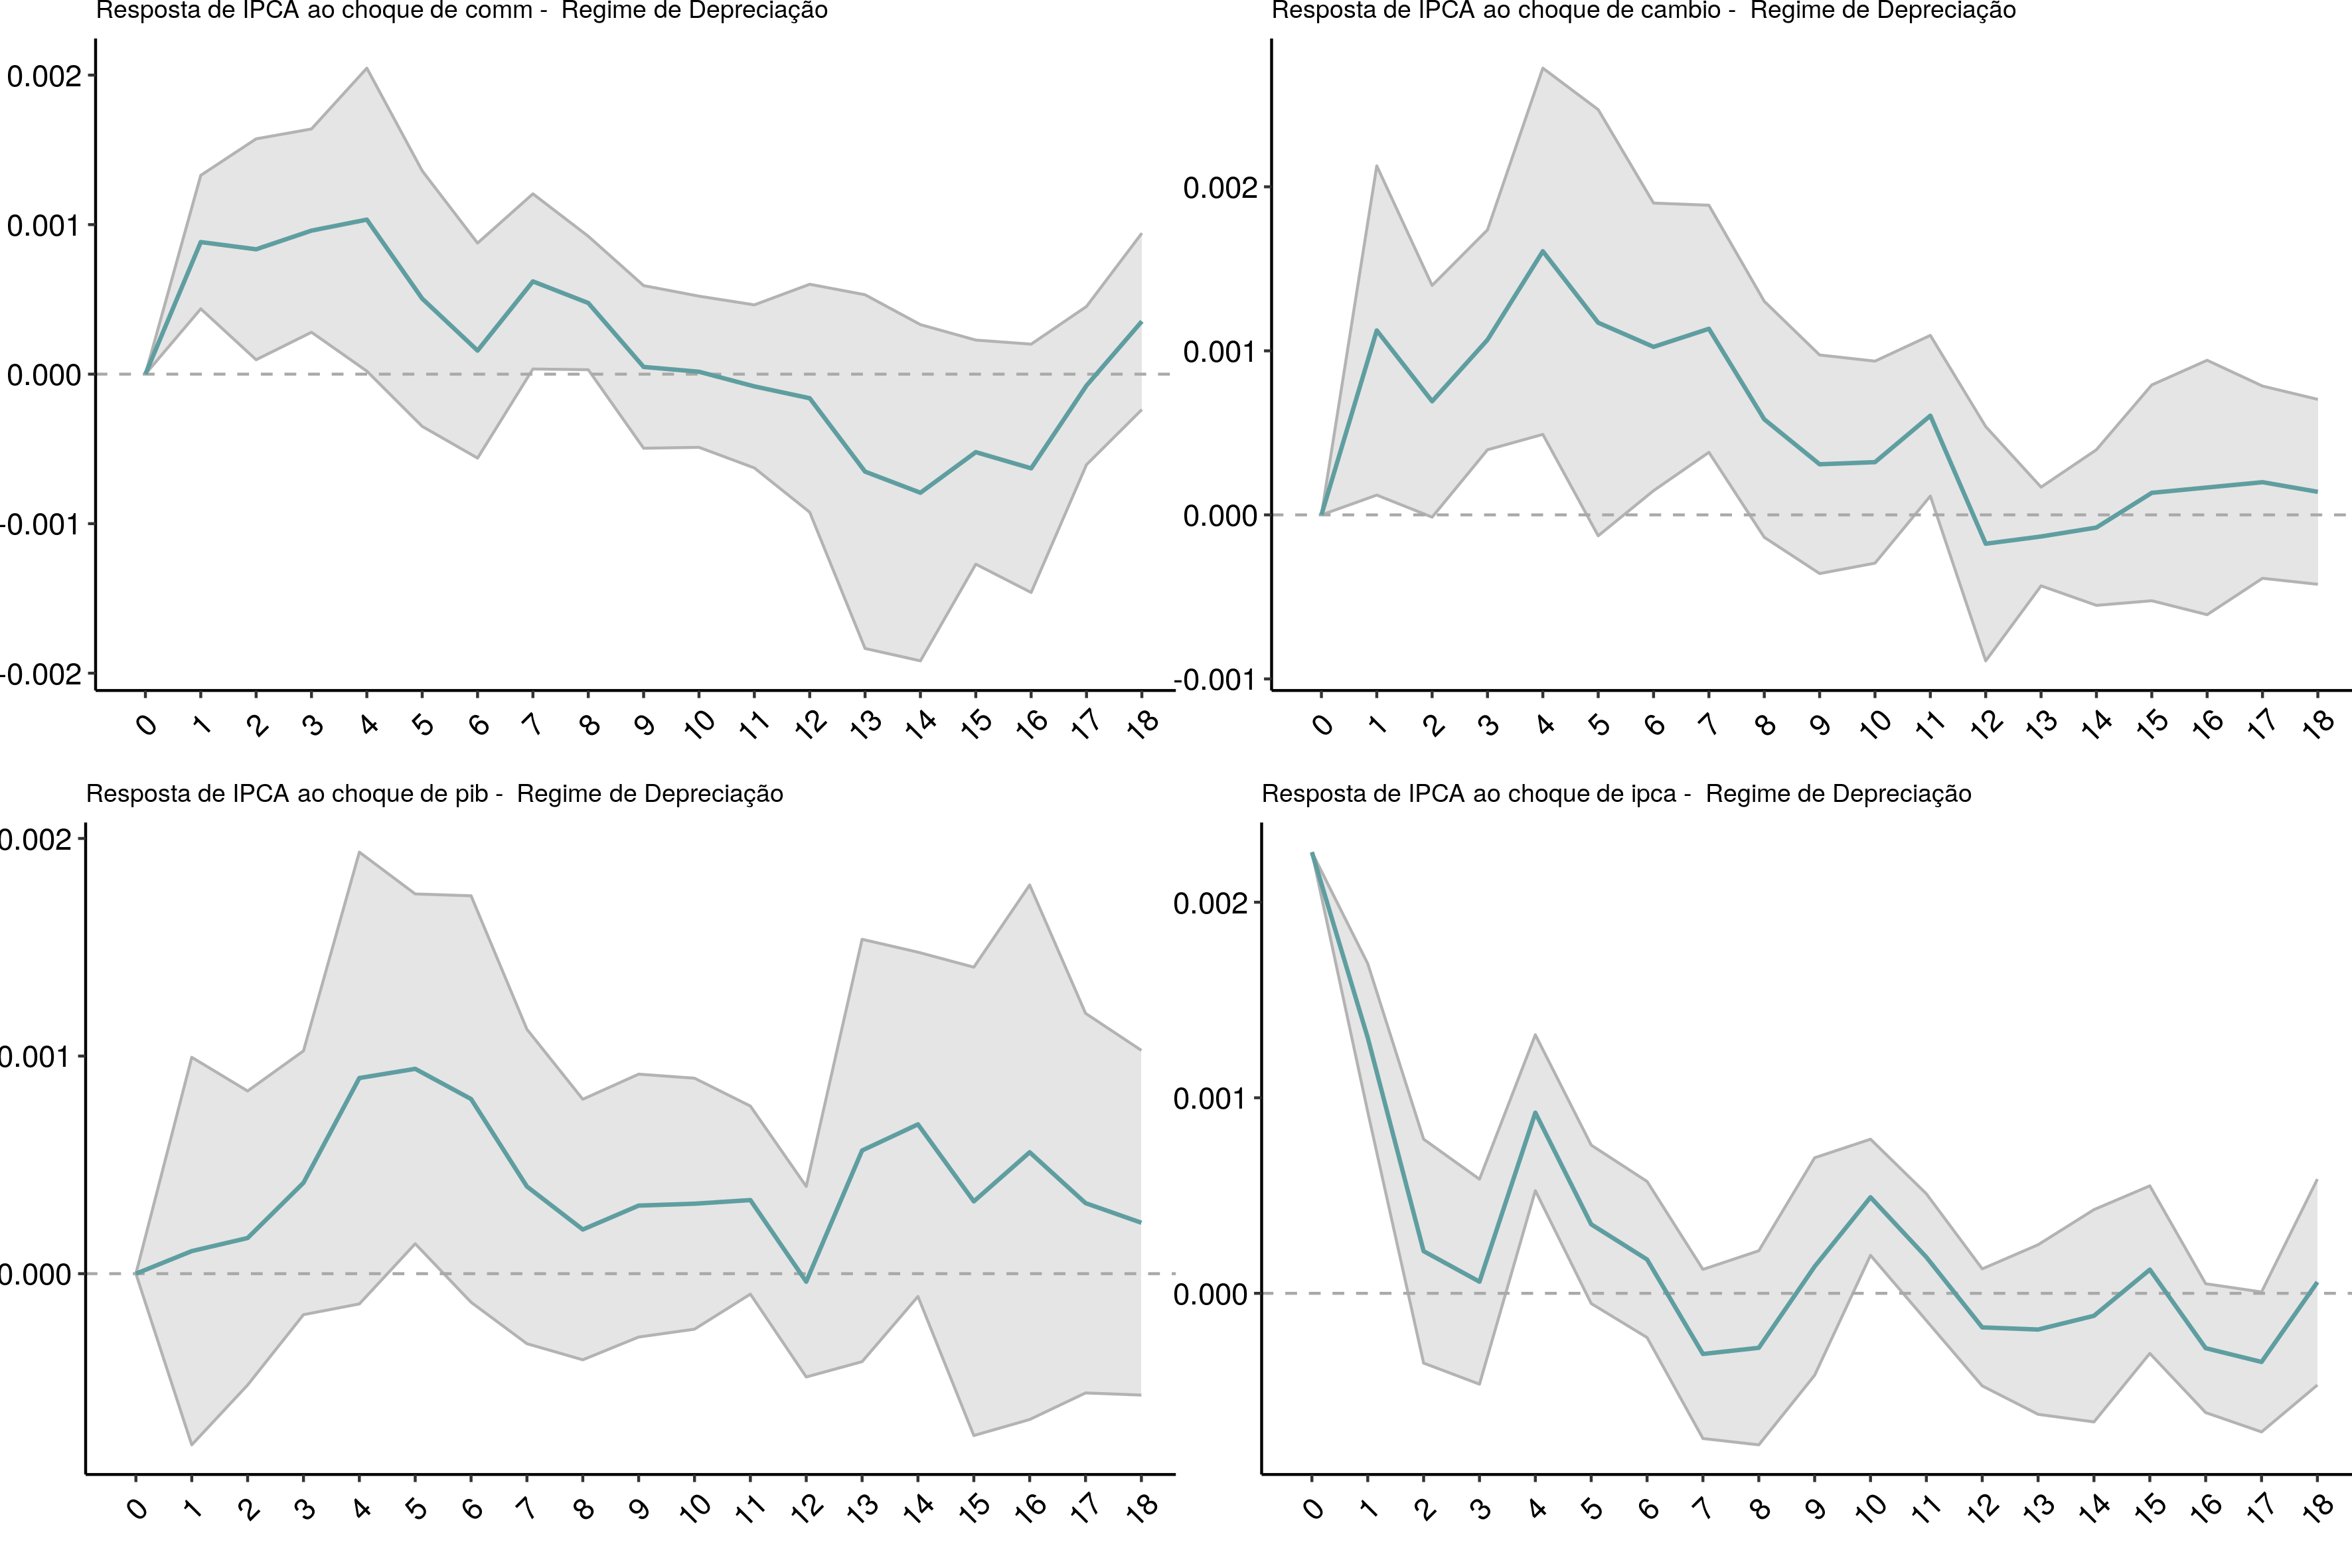 Resposta de IPCA ao choque de comm -  Regime de Depreciação
0.002
0.001
0.000
-0.001
-0.002
0 1 2 3 4 5 6 7 8 9 10 11 12 13 14 15 16 17 18
Resposta de IPCA ao choque de cambio -  Regime de Depreciação
0.002
0.001
0.000
-0.001
0 1 2 3 4 5 6 7 8 9 10 11 12 13 14 15 16 17 18
Resposta de IPCA ao choque de pib -  Regime de Depreciação
0.002
0.001
0.000
0 1 2 3 4 5 6 7 8 9 10 11 12 13 14 15 16 17 18
Resposta de IPCA ao choque de ipca -  Regime de Depreciação
0.002
0.001
0.000
0 1 2 3 4 5 6 7 8 9 10 11 12 13 14 15 16 17 18